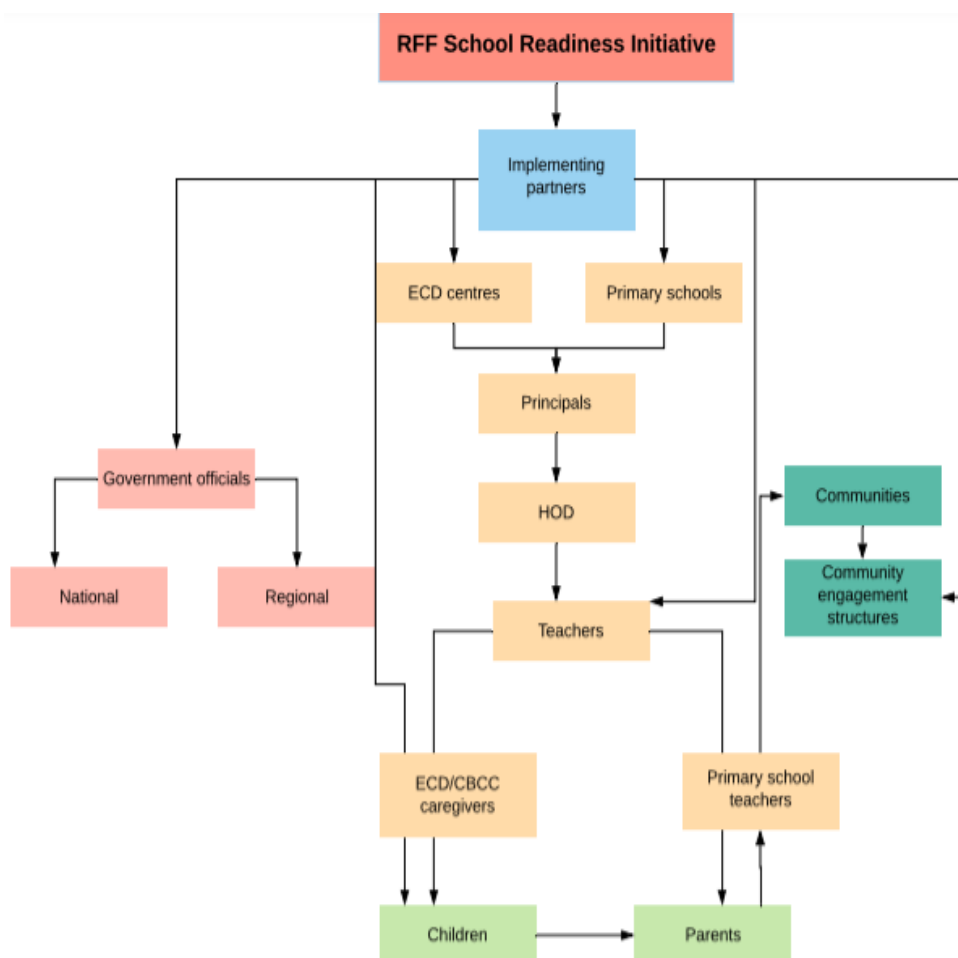 RFF School Readiness Initiative
Implementing
partners
ECD centres
Primary schools
Principals
Government officials
Communities
HOD
National
Regional
Community
engagement
structures
Teachers
ECD/CBCC
caregivers
Primary school
teachers
Children
Parents